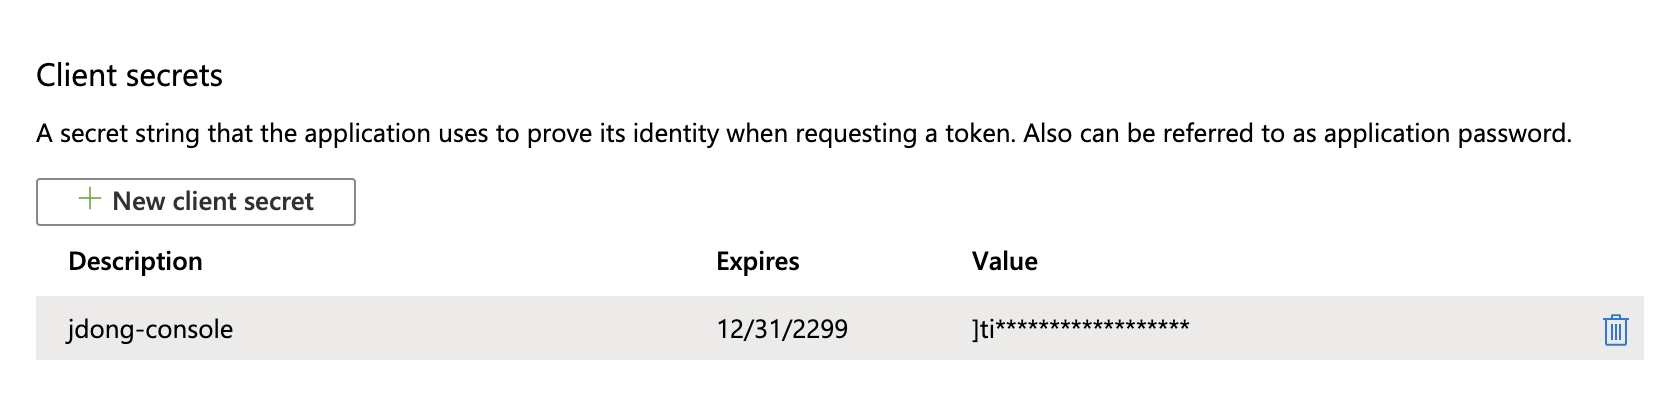 Client secrets
A secret string that the application uses to prove its identity when requesting a token. Also can be referred to as application password.
New client secret
Description Expires Value
jdong-console 12/31/2299 ]ti******************